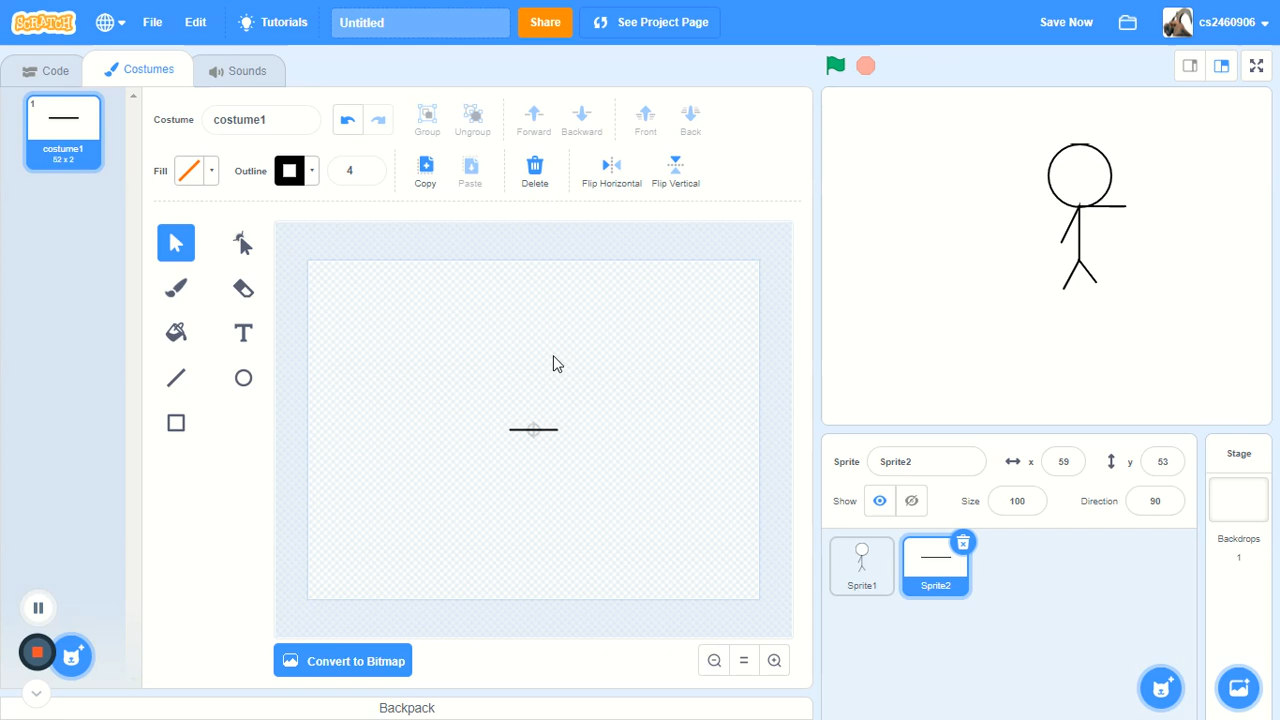 SCRATCH File Edit Tutorials Untitled Share See Project Page Save Now cs2460906
Code Costumes Sounds
1
costume1
52 x 2
Costume costume1
Group Ungroup Forward Backward Front Back
Fill Outline 4
Copy Paste Delete Flip Horizontal Flip Vertical
T
Convert to Bitmap
Backpack
Sprite Sprite2 x 59 y 53
Show Size 100 Direction 90
Sprite1 Sprite2
Stage
Backdrops
1